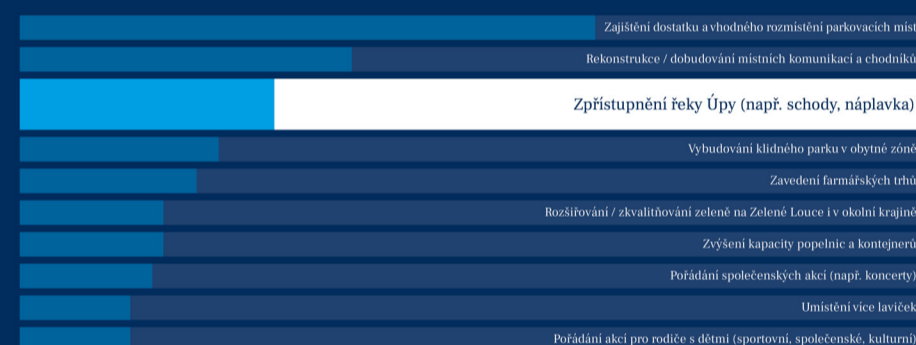 Zajištění dostatku a vhodného rozmístění parkovacích míst
Rekonstrukce / dobudování místních komunikací a chodníků
Zpřístupnění řeky Úpy (např. schody, náplavka)
Vybudování klidného parku v obytné zóně
Zavedení farmářských trhů
Rozšiřování / zkvalitňování zeleně na Zelené Louce i v okolní krajině
Zvýšení kapacity popelnic a kontejnerů
Pořádání společenských akcí (např. koncerty)
Umístění více laviček
Pořádání akcí pro rodiče s dětmi (sportovní, společenské, kulturní)